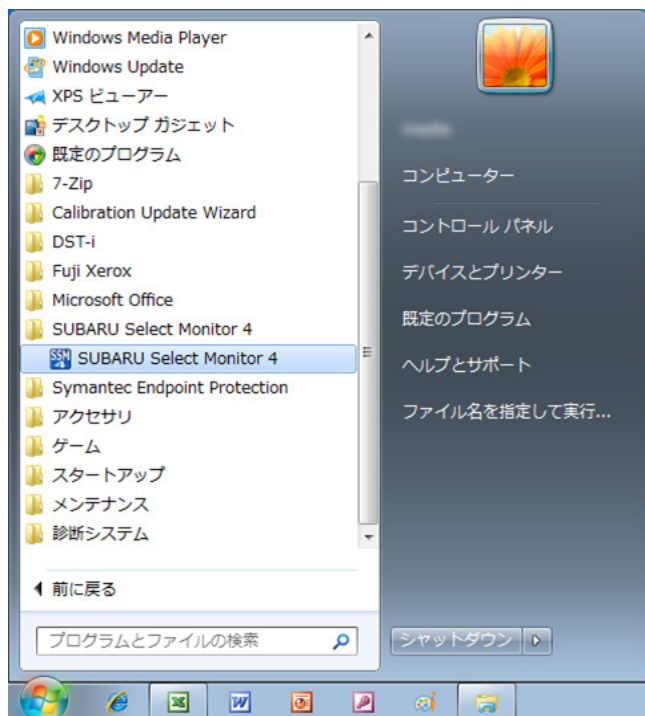 Windows Media Player
Windows Update
XPS ビューアー
デスクトップ ガジェット
既定のプログラム
7-Zip
Calibration Update Wizard
DST-i
Fuji Xerox
Microsoft Office
SUBARU Select Monitor 4
SSM 4 SUBARU Select Monitor 4
Symantec Endpoint Protection
アクセサリ
ゲーム
スタートアップ
メンテナンス
診断システム
前に戻る
プログラムとファイルの検索
コンピューター
コントロール パネル
デバイスとプリンター
既定のプログラム
ヘルプとサポート
ファイル名を指定して実行...
シャットダウン